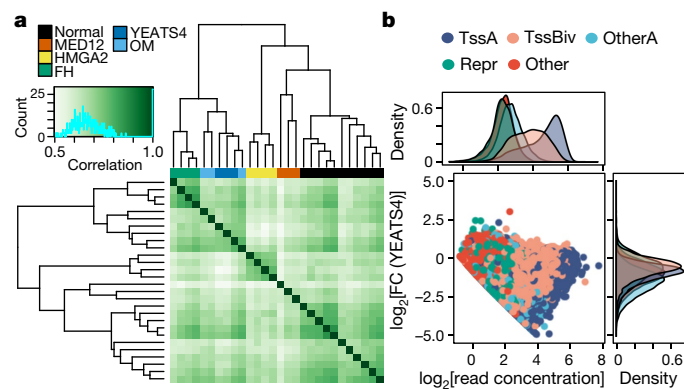 a
Normal
MED12
HMGA2
FH
YEATS4
OM
Count
25
0
0.5
1.0
Correlation
b
TssA
TssBiv
OtherA
Repr
Other
Density
0.6
0
log₂[FC (YEATS4)]
5.0
2.5
0
–2.5
–5.0
0
2
4
6
8
log₂[read concentration]
0
0.6
Density